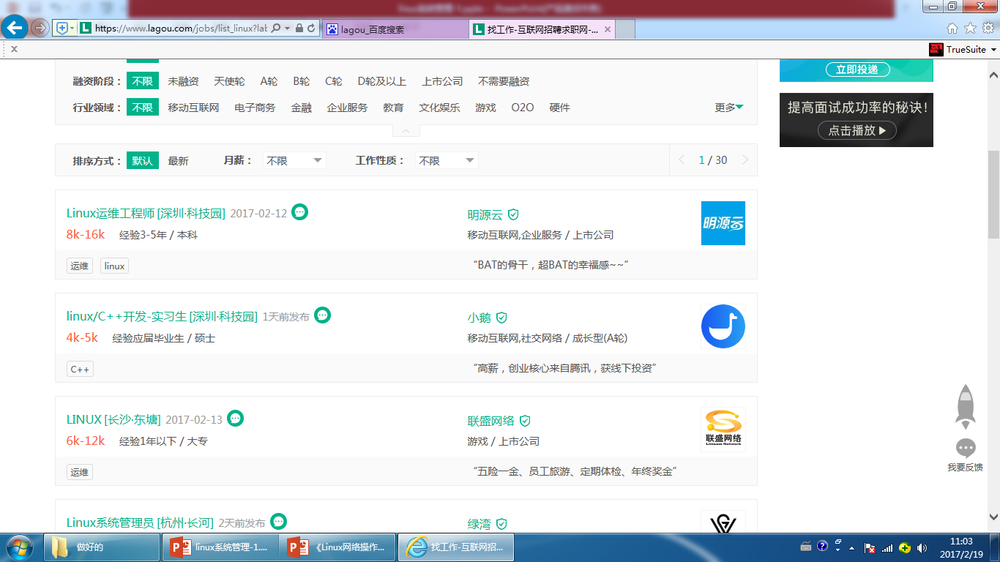 https://www.lagou.com/jobs/list_linux?lab
lagou_百度搜索
找工作-互联网招聘求职网-...
TrueSuite
融资阶段： 不限 未融资 天使轮 A轮 B轮 C轮 D轮及以上 上市公司 不需要融资
行业领域： 不限 移动互联网 电子商务 金融 企业服务 教育 文化娱乐 游戏 O2O 硬件 更多
立即投递
提高面试成功率的秘诀！
点击播放
排序方式： 默认 最新 月薪： 不限 工作性质： 不限 1 / 30
Linux运维工程师 [深圳·科技园] 2017-02-12
8k-16k 经验3-5年 / 本科
运维 linux
明源云
移动互联网,企业服务 / 上市公司
“BAT的骨干，超BAT的幸福感~~”
明源云
linux/C++开发-实习生 [深圳·科技园] 1天前发布
4k-5k 经验应届毕业生 / 硕士
C++
小鹅
移动互联网,社交网络 / 成长型(A轮)
“高薪，创业核心来自腾讯，获线下投资”
LINUX [长沙·东塘] 2017-02-13
6k-12k 经验1年以下 / 大专
运维
联盛网络
游戏 / 上市公司
“五险一金、员工旅游、定期体检、年终奖金”
联盛网络
Linsam Network
Linux系统管理员 [杭州·长河] 2天前发布
绿湾
我要反馈
做好的
linux系统管理-1....
《Linux网络操作...
找工作-互联网招...
11:03
2017/2/19